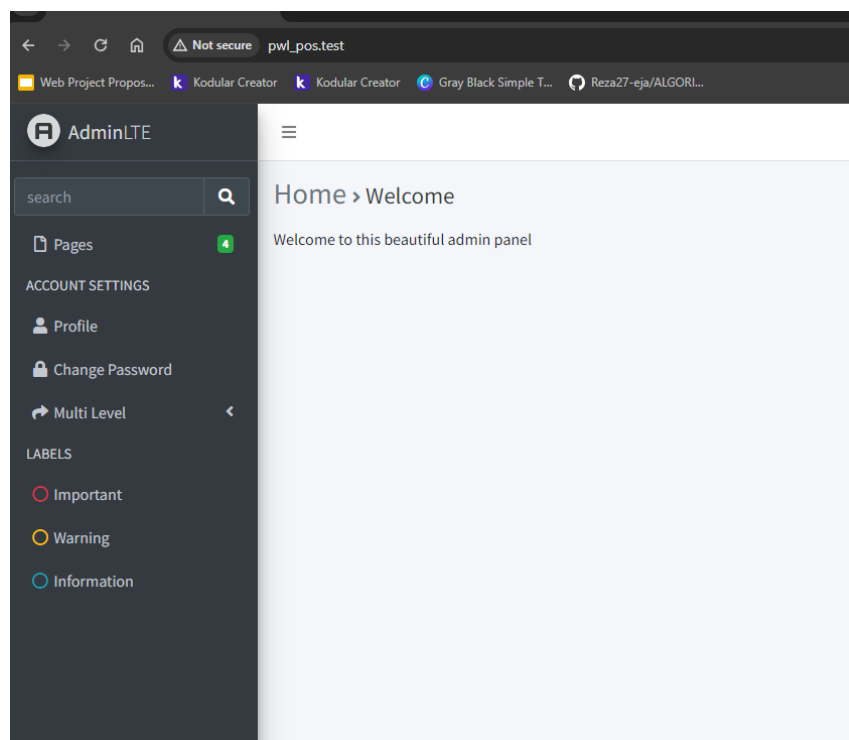 Not secure pwl_pos.test
Web Project Propos... Kodular Creator Kodular Creator Gray Black Simple T... Reza27-eja/ALGORI...
AdminLTE
search
Home › Welcome
Pages 4
Welcome to this beautiful admin panel
ACCOUNT SETTINGS
Profile
Change Password
Multi Level
LABELS
Important
Warning
Information